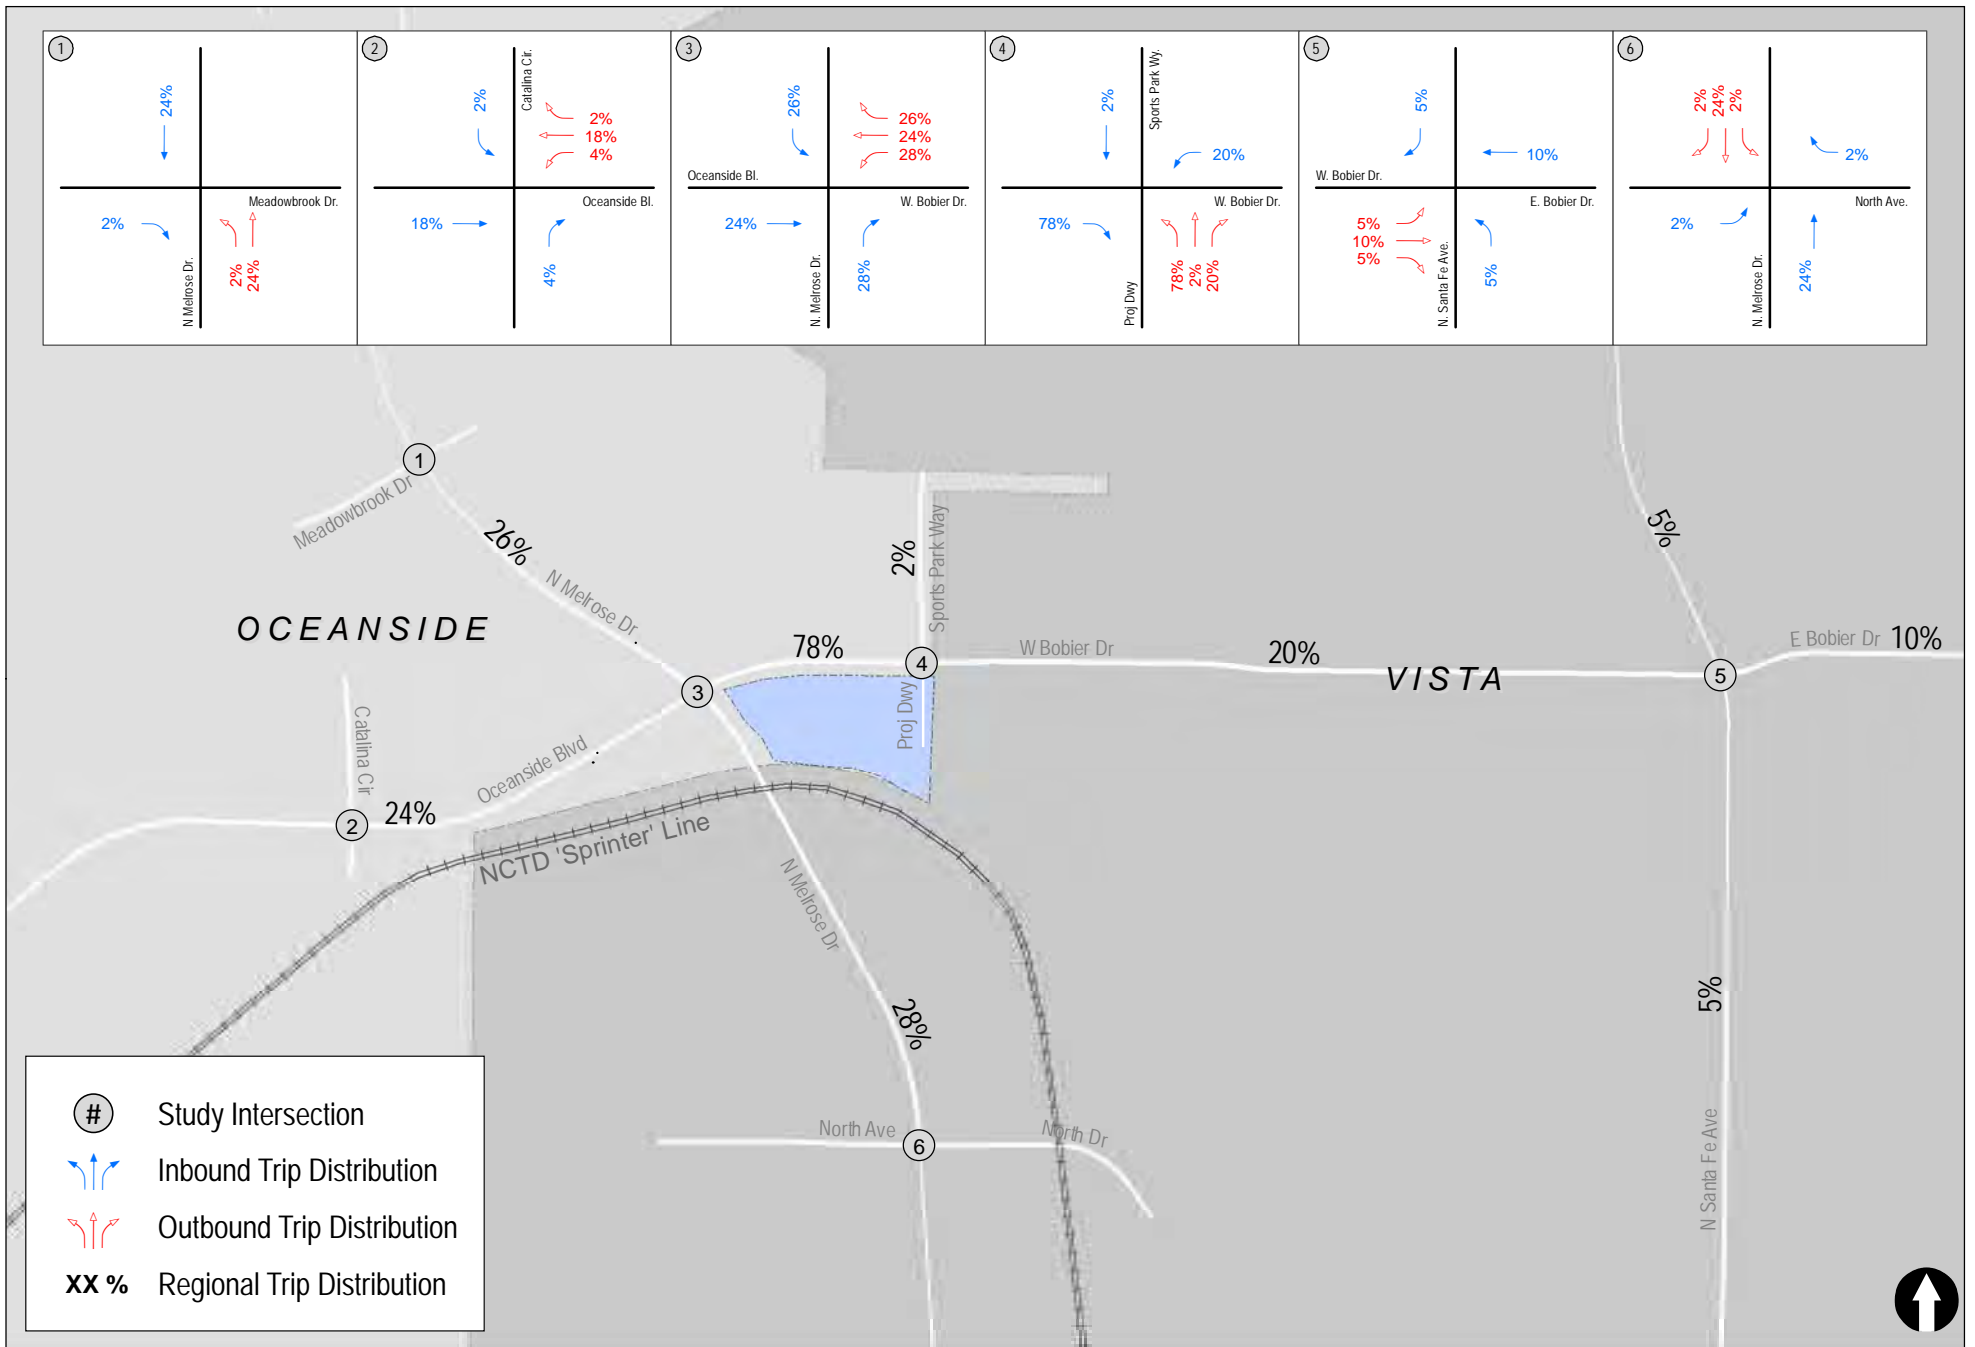 1
24%
Meadowbrook Dr.
2%
N Melrose Dr.
2%
24%
2
Catalina Cir.
2%
2%
18%
4%
Oceanside Bl.
18%
4%
3
26%
26%
24%
28%
Oceanside Bl.
W. Bobier Dr.
24%
N. Melrose Dr.
28%
4
Sports Park Wy.
2%
20%
W. Bobier Dr.
78%
Proj Dwy
78%
2%
20%
5
5%
10%
W. Bobier Dr.
E. Bobier Dr.
5%
10%
5%
N. Santa Fe Ave.
5%
6
2%
24%
2%
2%
North Ave.
2%
N. Melrose Dr.
24%
1
Meadowbrook Dr
26%
N Melrose Dr
OCEANSIDE
2%
Sports Park Way
5%
78%
4
W Bobier Dr
20%
VISTA
E Bobier Dr
10%
5
3
Proj Dwy
Catalina Cir
Oceanside Blvd
2
24%
NCTD 'Sprinter' Line
N Melrose Dr
28%
5%
North Ave
6
North Dr
N Santa Fe Ave
# Study Intersection
Inbound Trip Distribution
Outbound Trip Distribution
XX % Regional Trip Distribution